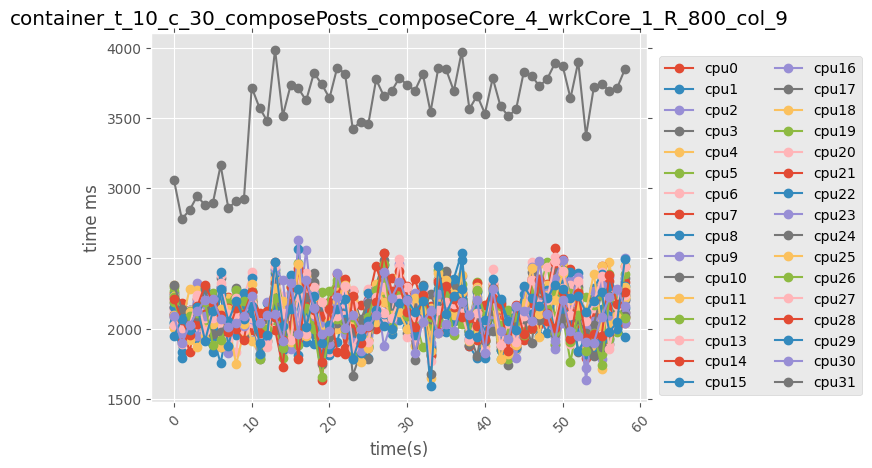 container_t_10_c_30_composePosts_composeCore_4_wrkCore_1_R_800_col_9
time ms
4000
3500
3000
2500
2000
1500
0
10
20
30
40
50
60
time(s)
cpu0
cpu1
cpu2
cpu3
cpu4
cpu5
cpu6
cpu7
cpu8
cpu9
cpu10
cpu11
cpu12
cpu13
cpu14
cpu15
cpu16
cpu17
cpu18
cpu19
cpu20
cpu21
cpu22
cpu23
cpu24
cpu25
cpu26
cpu27
cpu28
cpu29
cpu30
cpu31